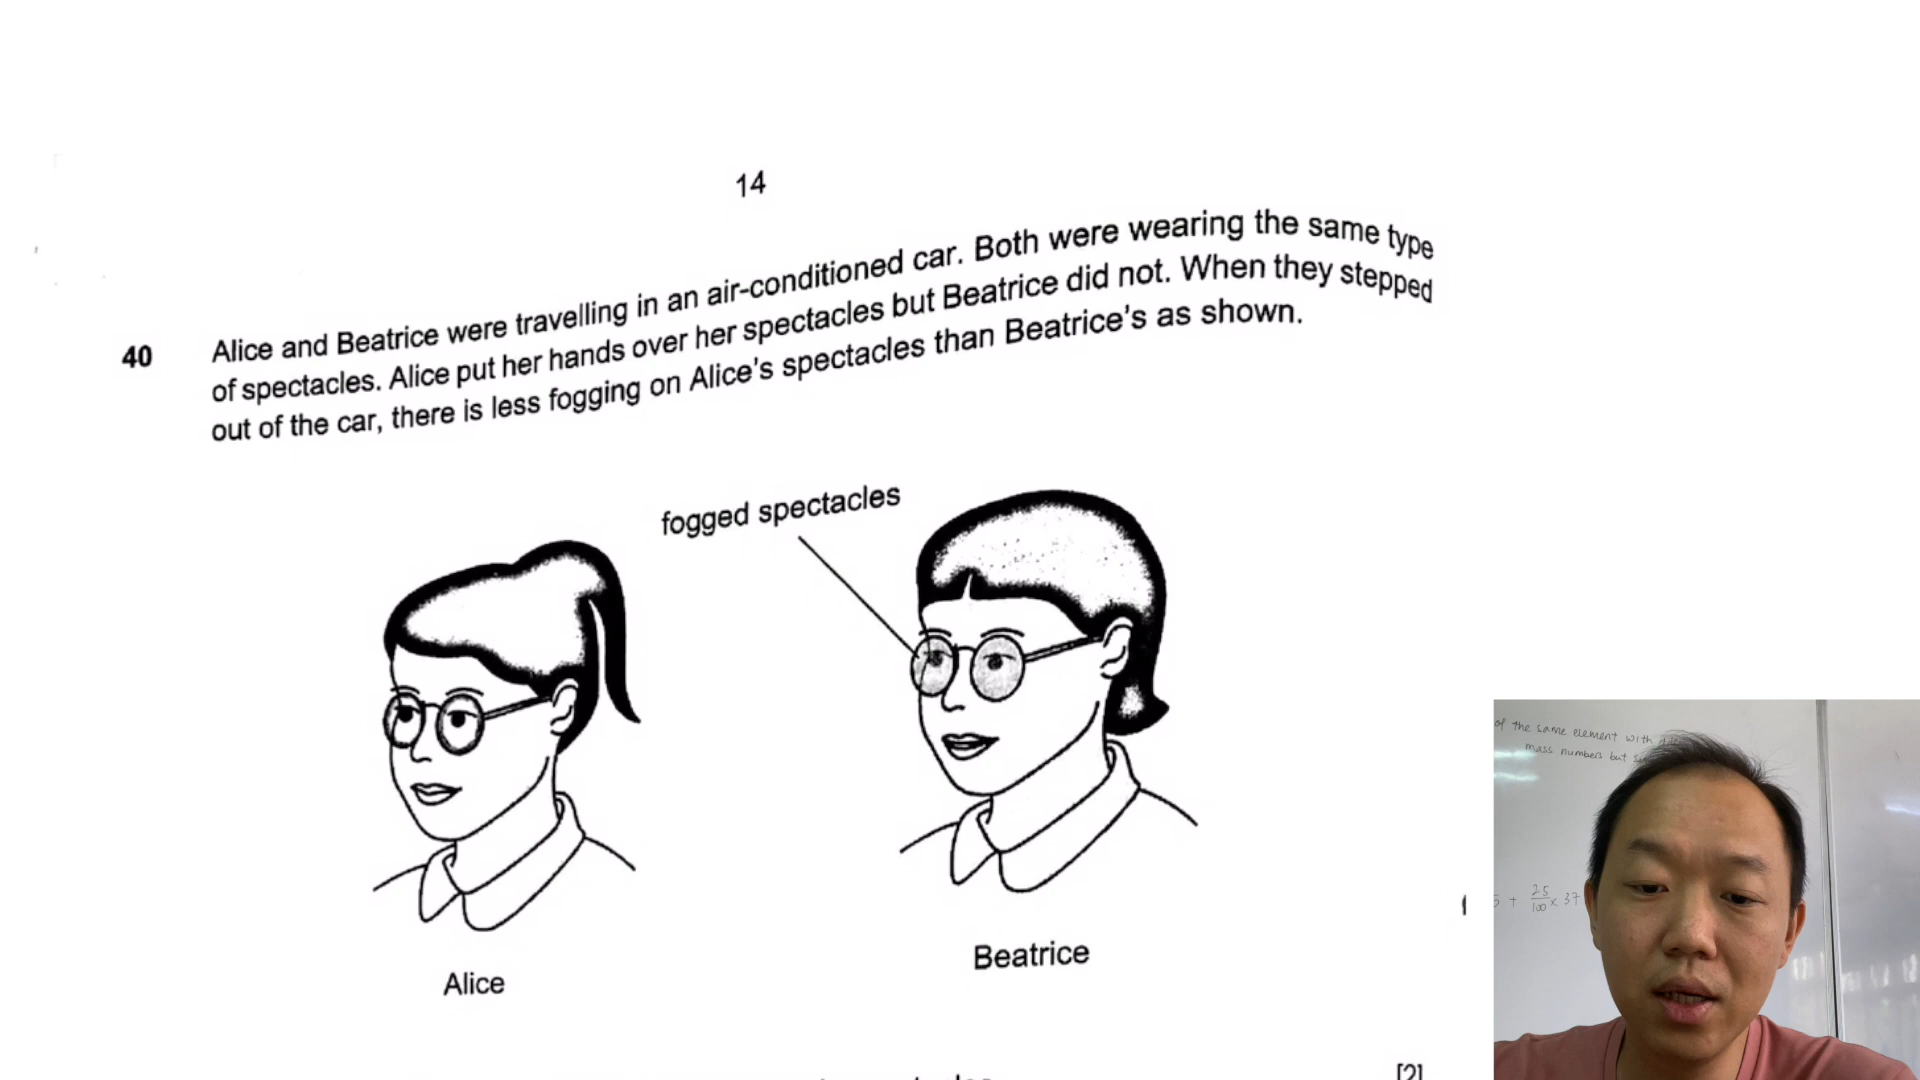 14
40 Alice and Beatrice were travelling in an air-conditioned car. Both were wearing the same type
of spectacles. Alice put her hands over her spectacles but Beatrice did not. When they stepped
out of the car, there is less fogging on Alice's spectacles than Beatrice's as shown.
fogged spectacles
Alice
Beatrice
[2]
of the same element with
mass numbers but
+ 25/100 x 37